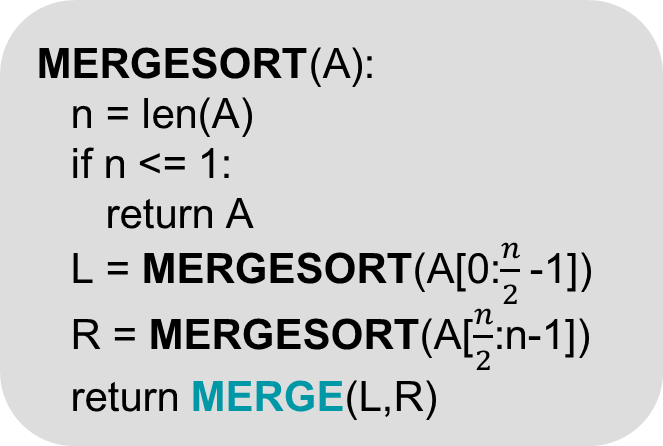 MERGESORT(A):
n = len(A)
if n <= 1:
return A
L = MERGESORT(A[0:n/2 -1])
R = MERGESORT(A[n/2:n-1])
return MERGE(L,R)